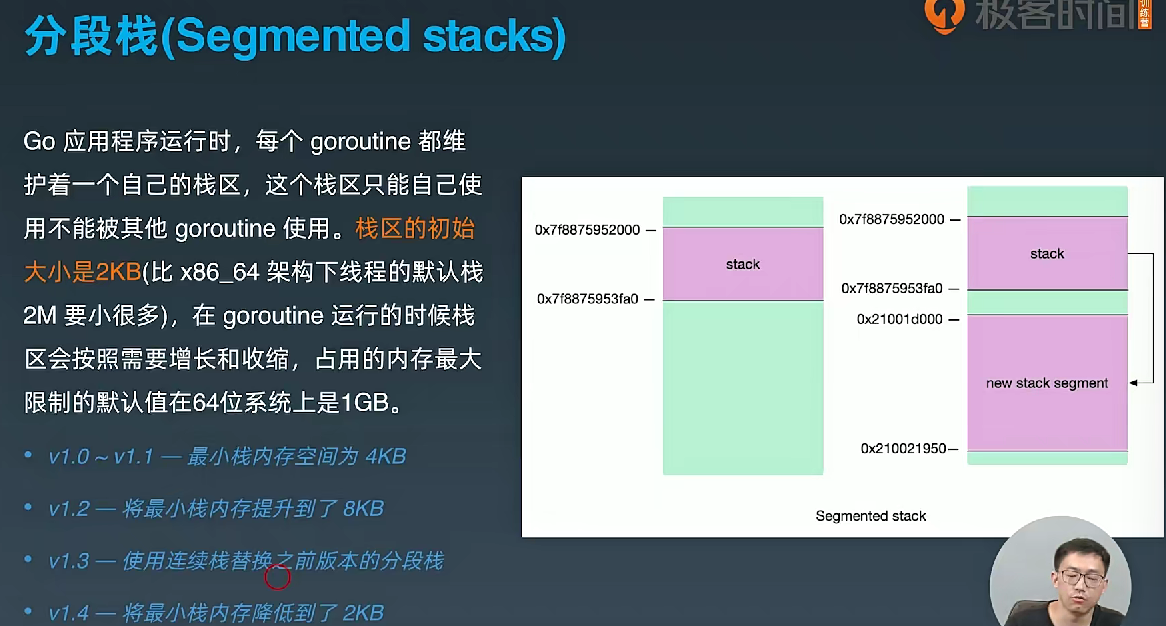 分段栈(Segmented stacks)
极客时间
训练营
Go 应用程序运行时，每个 goroutine 都维
护着一个自己的栈区，这个栈区只能自己使
用不能被其他 goroutine 使用。栈区的初始
大小是2KB(比 x86_64 架构下线程的默认栈
2M 要小很多)，在 goroutine 运行的时候栈
区会按照需要增长和收缩，占用的内存最大
限制的默认值在64位系统上是1GB。
• v1.0 ~ v1.1 — 最小栈内存空间为 4KB
• v1.2 — 将最小栈内存提升到了 8KB
• v1.3 — 使用连续栈替换之前版本的分段栈
• v1.4 — 将最小栈内存降低到了 2KB
0x7f8875952000
stack
0x7f8875953fa0
0x7f8875952000
stack
0x7f8875953fa0
0x21001d000
new stack segment
0x210021950
Segmented stack